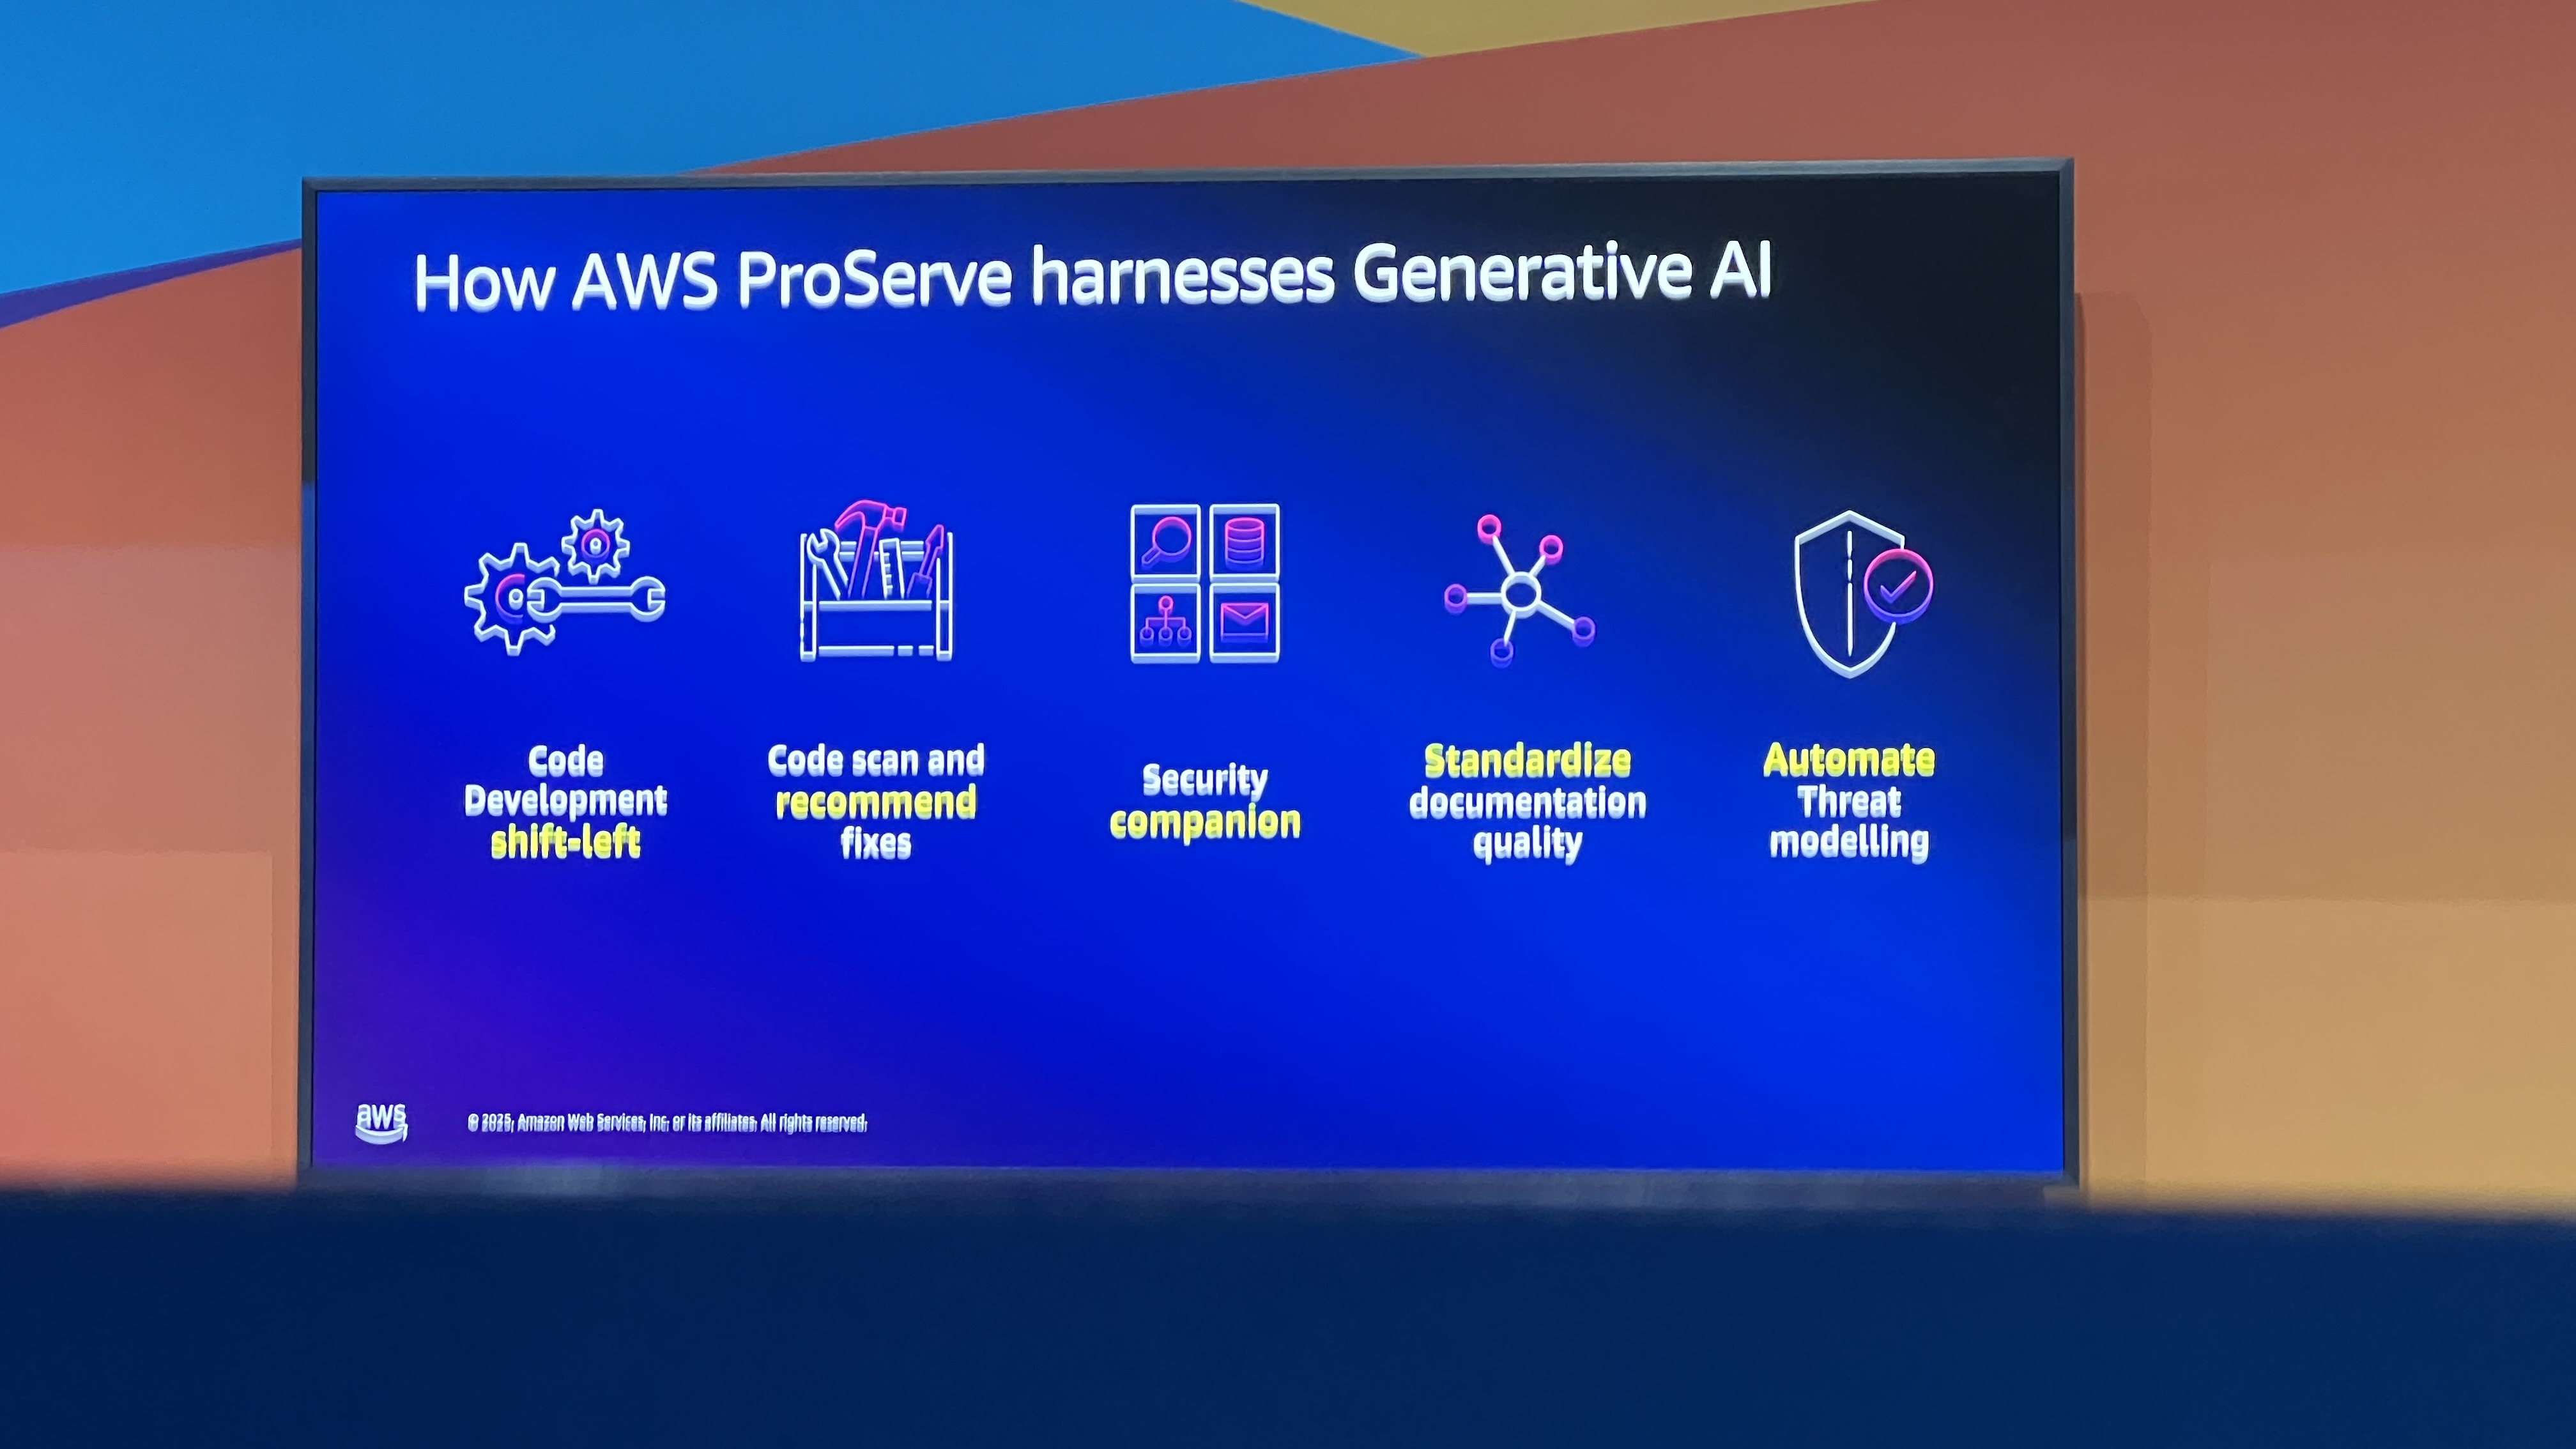 How AWS ProServe harnesses Generative AI
Code
Development
shift-left
Code scan and
recommend
fixes
Security
companion
Standardize
documentation
quality
Automate
Threat
modelling
aws
© 2025, Amazon Web Services, Inc. or its affiliates. All rights reserved.